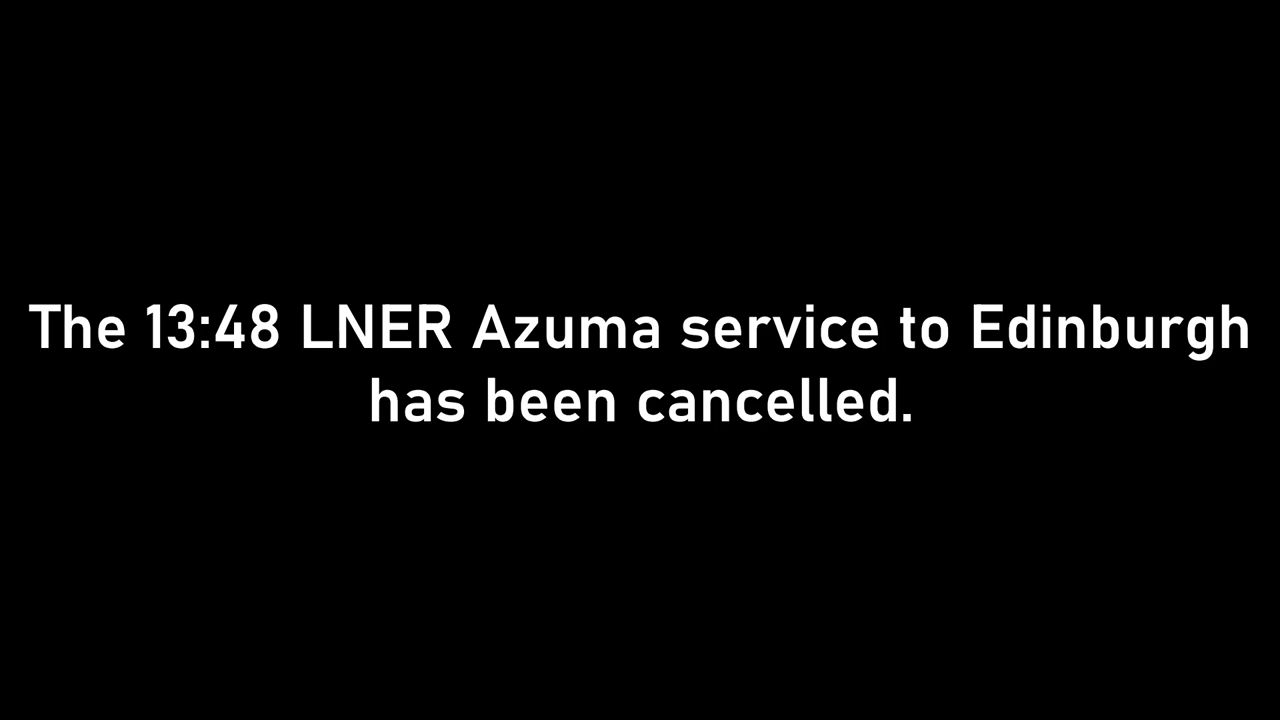 The 13:48 LNER Azuma service to Edinburgh
has been cancelled.